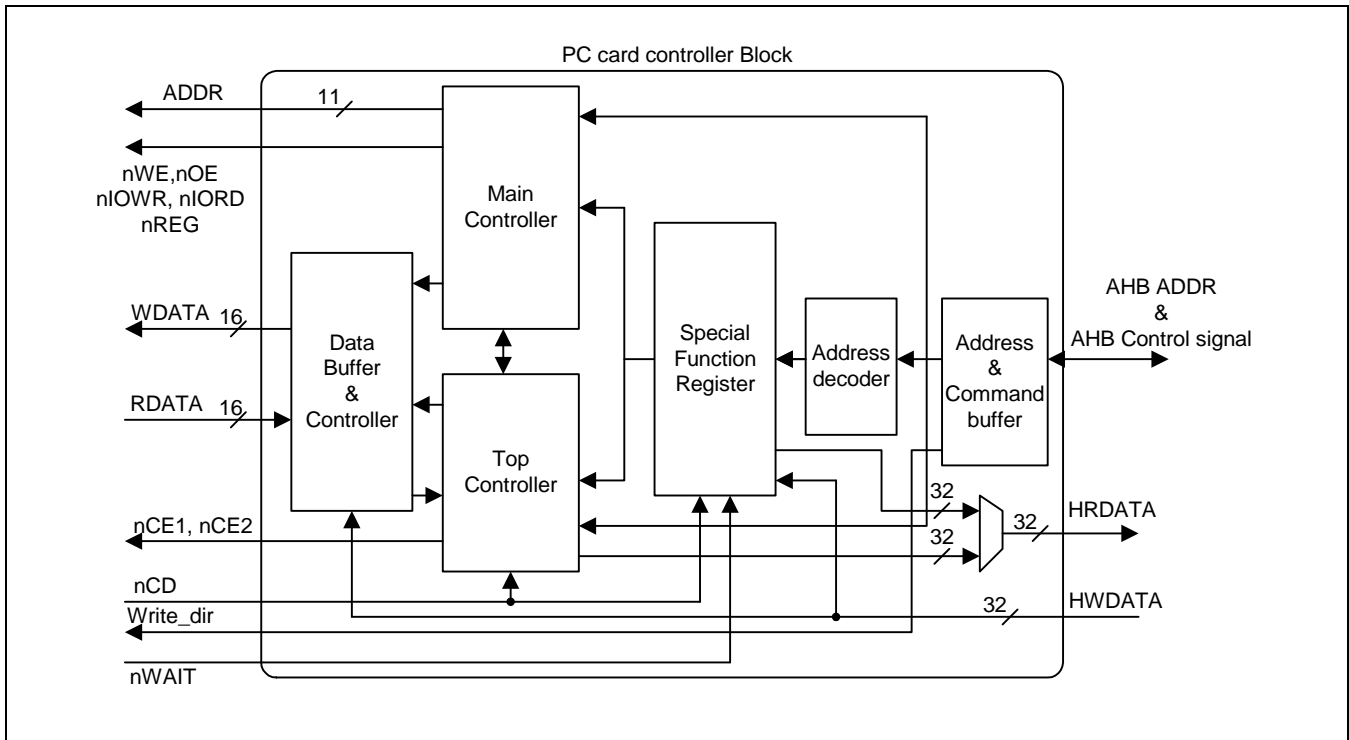 PC card controller Block
ADDR
11
nWE,nOE
nIOWR, nIORD
nREG
Main
Controller
WDATA
16
Data
Buffer
&
Controller
RDATA
16
Top
Controller
Special
Function
Register
Address
decoder
Address
&
Command
buffer
AHB ADDR
&
AHB Control signal
nCE1, nCE2
32
32
32
HRDATA
nCD
Write_dir
32
HWDATA
nWAIT